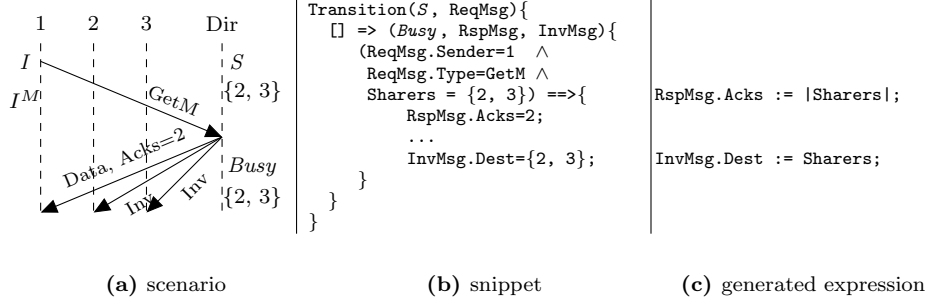 1 2 3 Dir
I S
{2, 3}
I^M
GetM
Data, Acks=2
Busy
{2, 3}
Inv
Inv
(a) scenario
Transition(S, ReqMsg){
[] => (Busy, RspMsg, InvMsg){
(ReqMsg.Sender=1 ∧
ReqMsg.Type=GetM ∧
Sharers = {2, 3}) ==>{
RspMsg.Acks=2;
...
InvMsg.Dest={2, 3};
}
}
}
(b) snippet
RspMsg.Acks := |Sharers|;
InvMsg.Dest := Sharers;
(c) generated expression